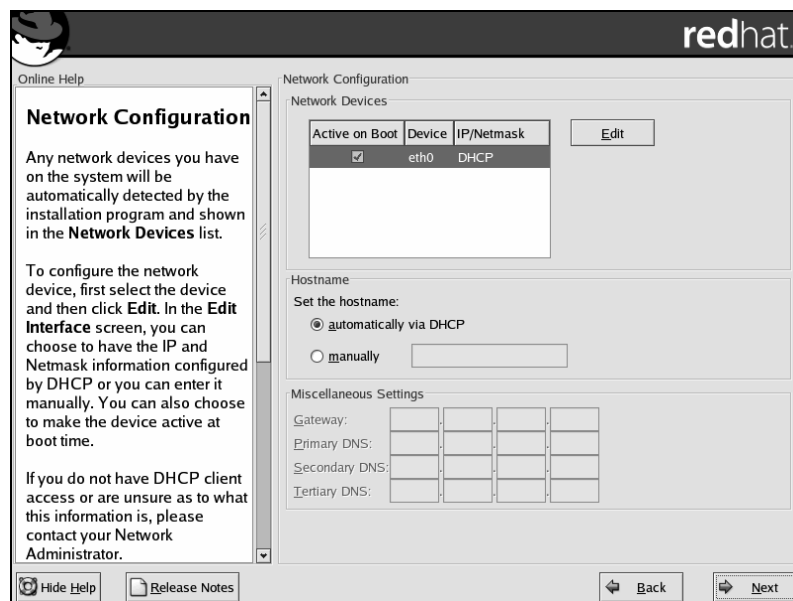 redhat.
Online Help
Network Configuration
Any network devices you have
on the system will be
automatically detected by the
installation program and shown
in the Network Devices list.
To configure the network
device, first select the device
and then click Edit. In the Edit
Interface screen, you can
choose to have the IP and
Netmask information configured
by DHCP or you can enter it
manually. You can also choose
to make the device active at
boot time.
If you do not have DHCP client
access or are unsure as to what
this information is, please
contact your Network
Administrator.
Network Configuration
Network Devices
Active on Boot Device IP/Netmask
eth0 DHCP
Edit
Hostname
Set the hostname:
automatically via DHCP
manually
Miscellaneous Settings
Gateway:
Primary DNS:
Secondary DNS:
Tertiary DNS:
Hide Help Release Notes Back Next